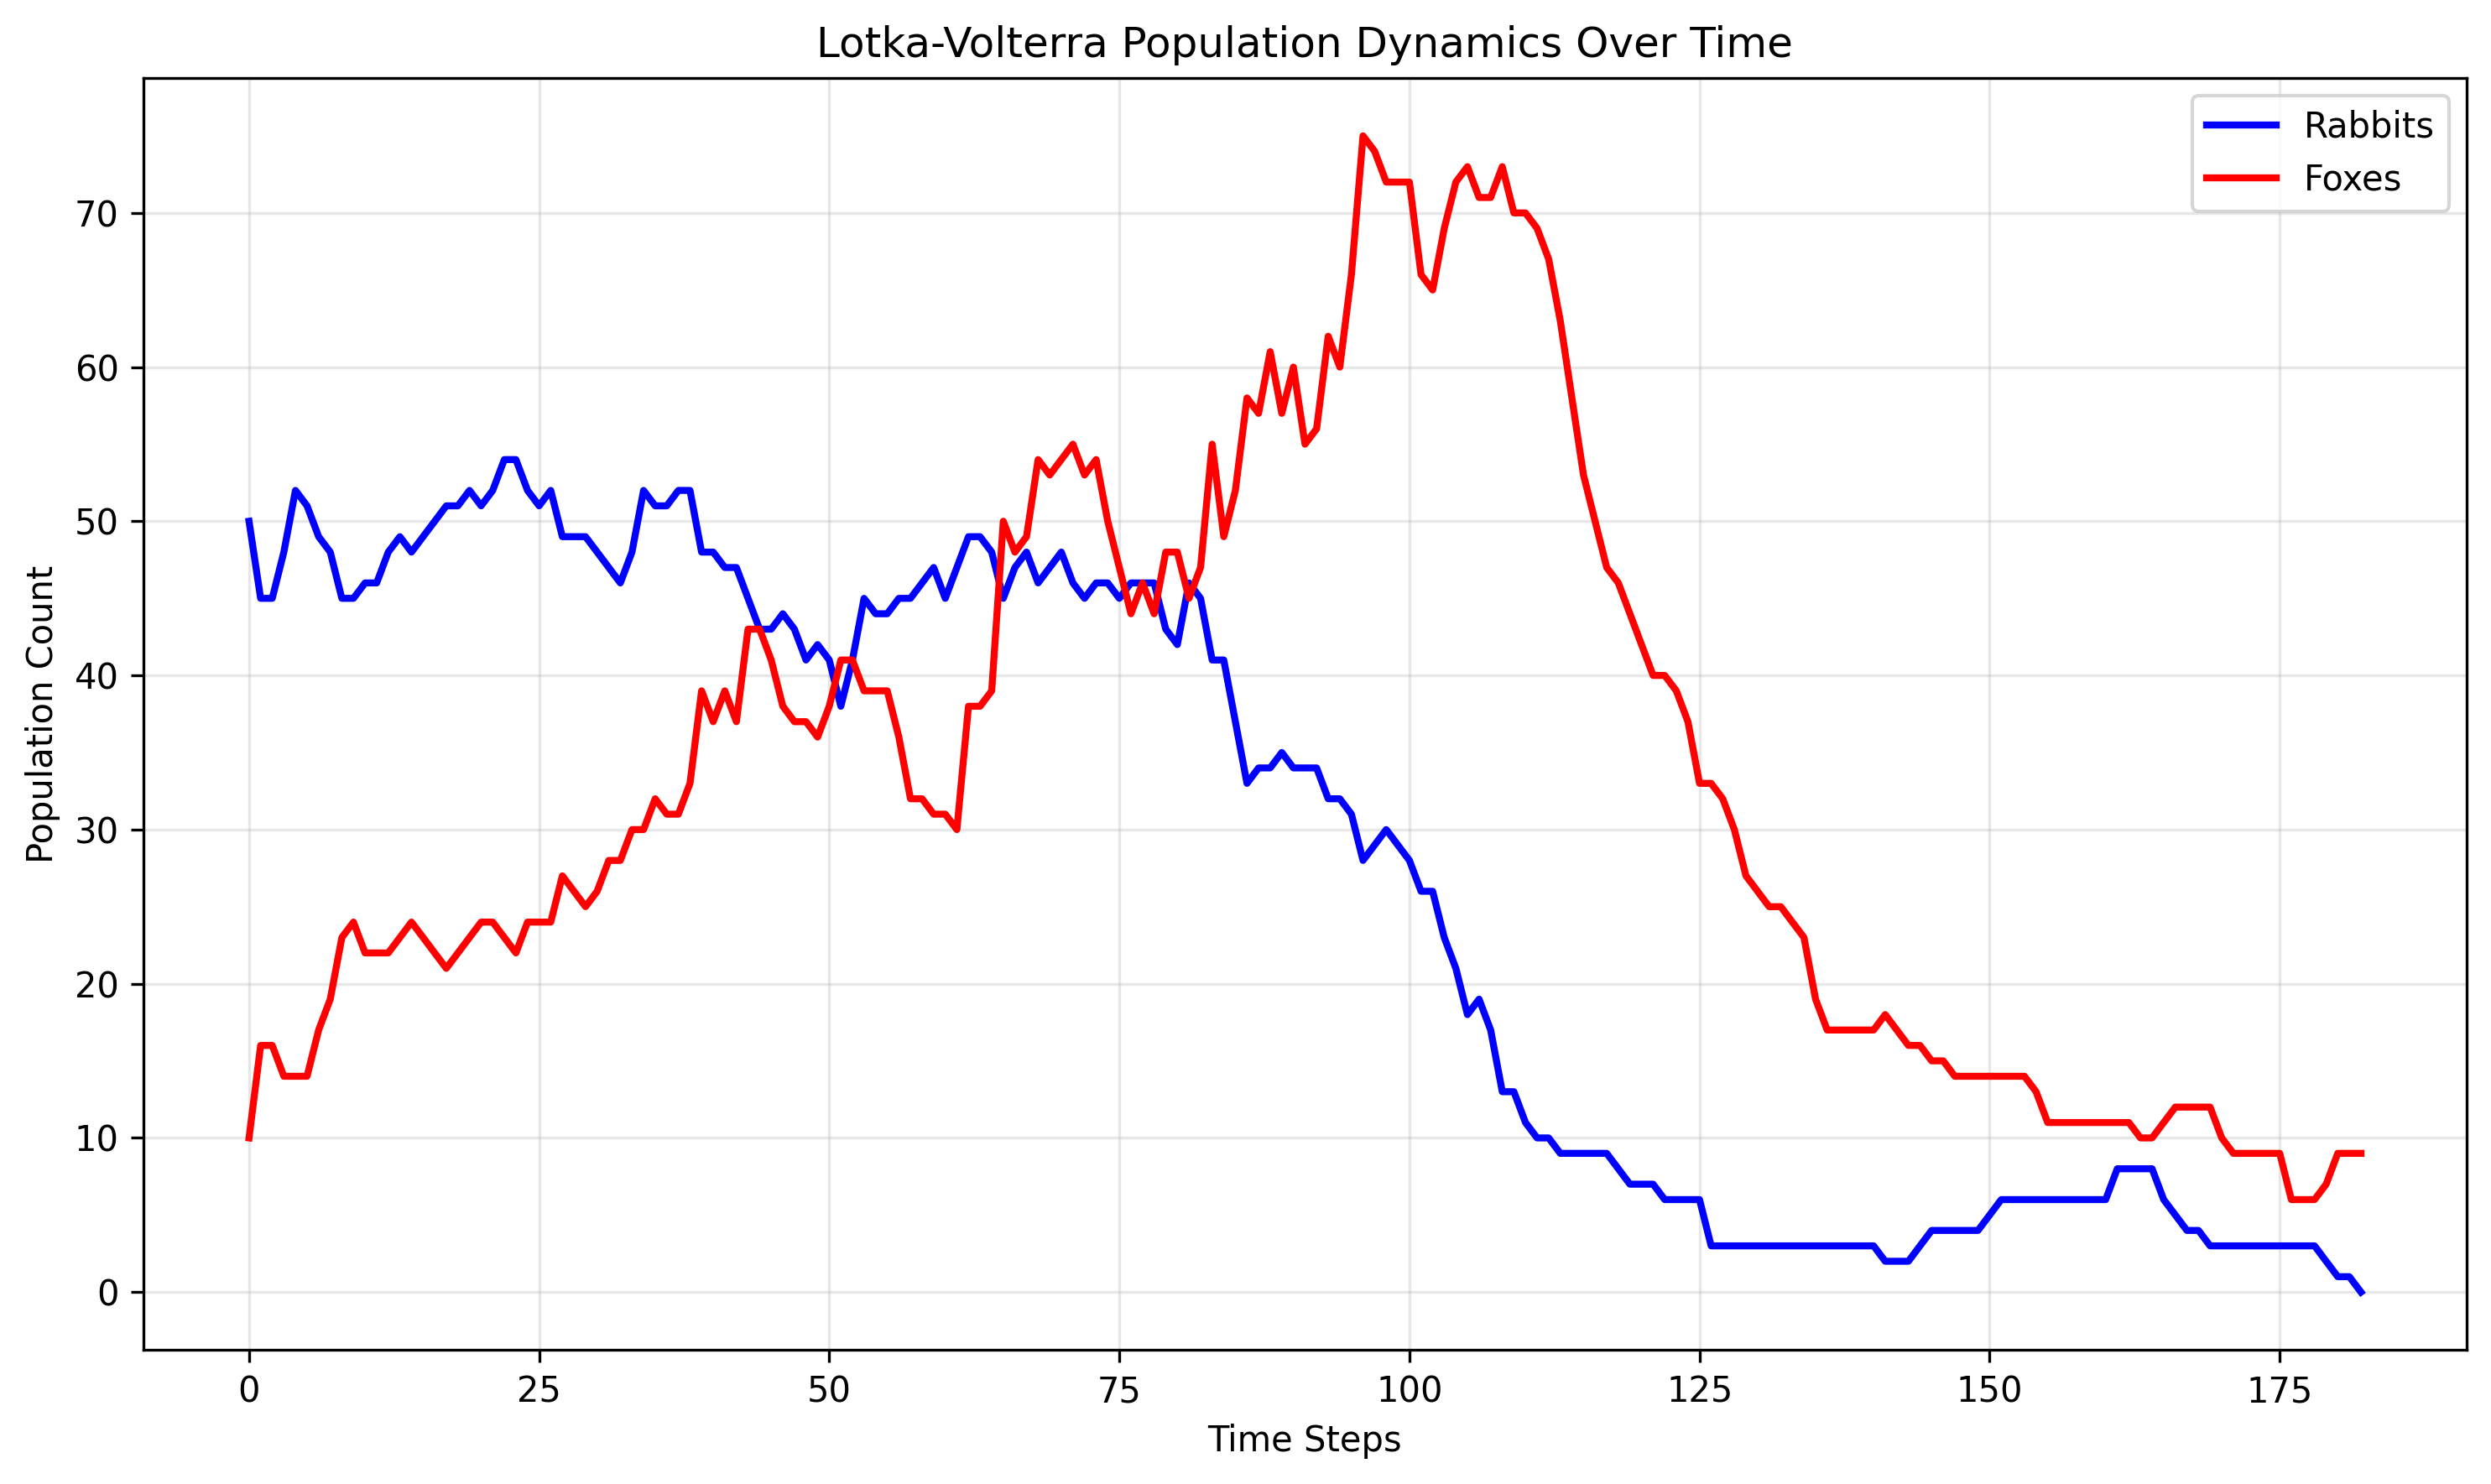 Lotka-Volterra Population Dynamics Over Time
Rabbits
Foxes
Population Count
70
60
50
40
30
20
10
0
0 25 50 75 100 125 150 175
Time Steps